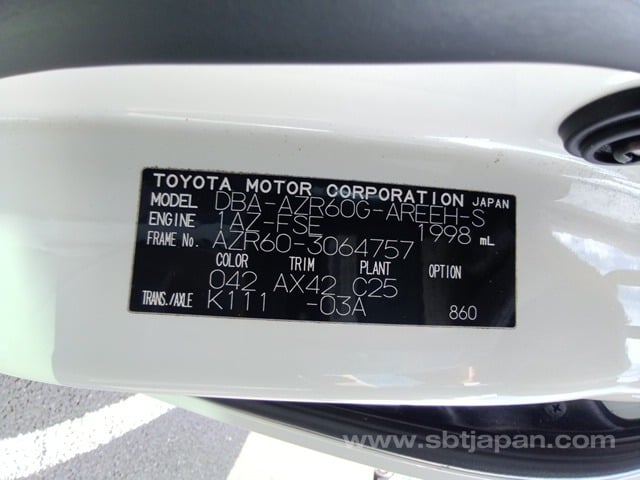 TOYOTA MOTOR CORPORATION JAPAN
MODEL DBA-AZR60G-AREEH-S
ENGINE 1AZ-FSE 1998 mL
FRAME No. AZR60-3064757
COLOR TRIM PLANT OPTION
042 AX42 C25
TRANS./AXLE K111 -03A 860
www.sbtjapan.com